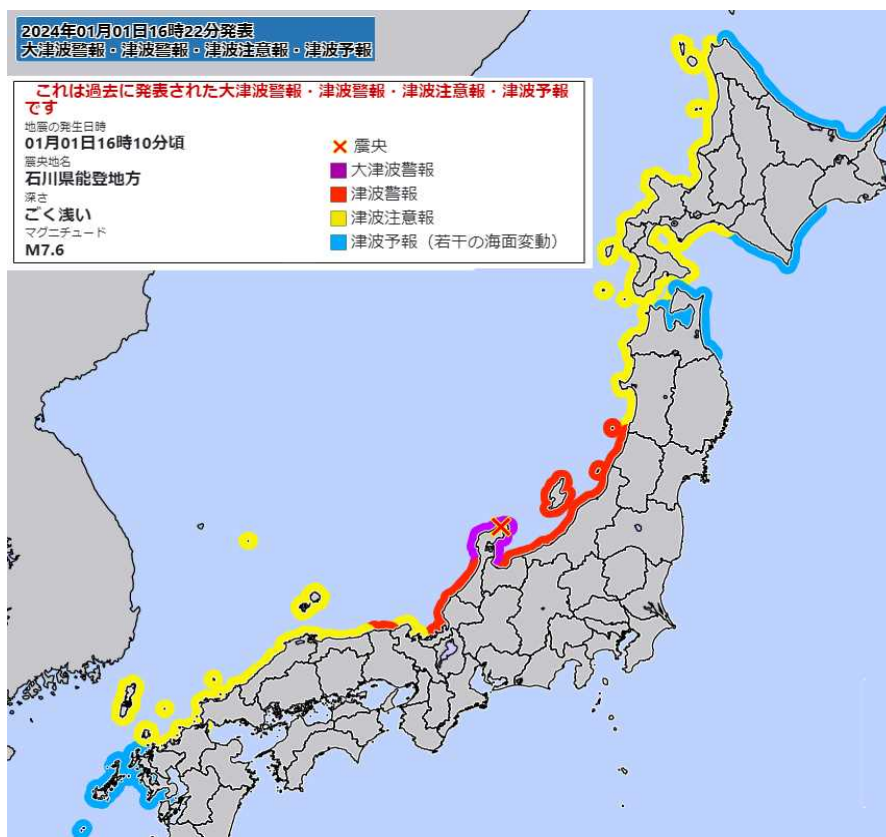 2024年01月01日16時22分発表
大津波警報・津波警報・津波注意報・津波予報
これは過去に発表された大津波警報・津波警報・津波注意報・津波予報
です
地震の発生日時
01月01日16時10分頃
震央地名
石川県能登地方
深さ
ごく浅い
マグニチュード
M7.6
震央
大津波警報
津波警報
津波注意報
津波予報（若干の海面変動）